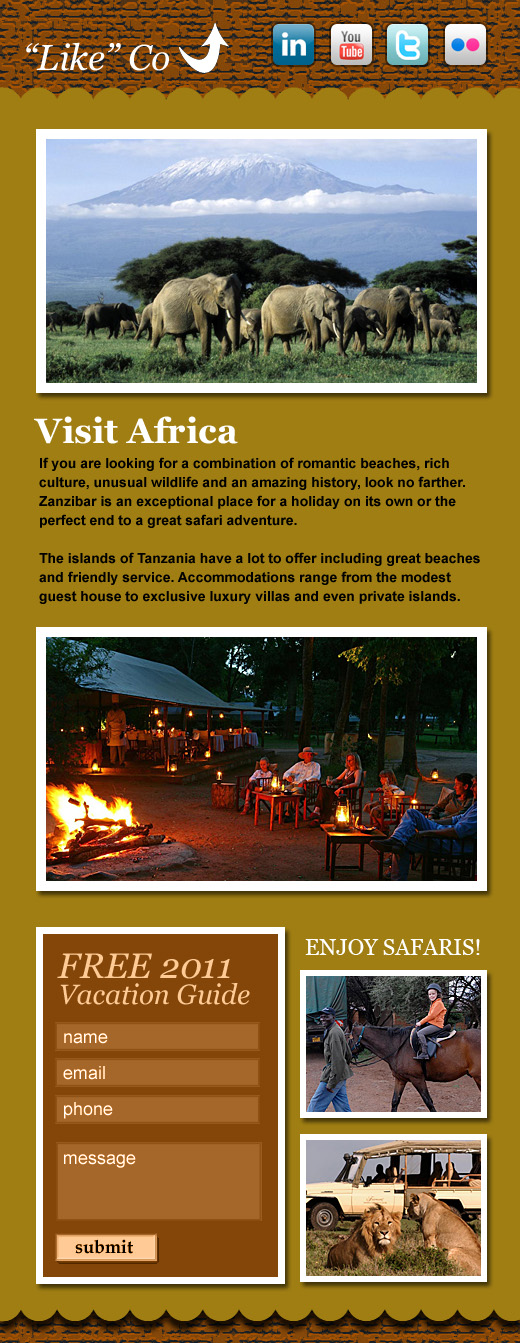 “Like” Co
in
You
Tube
t
Visit Africa
If you are looking for a combination of romantic beaches, rich
culture, unusual wildlife and an amazing history, look no farther.
Zanzibar is an exceptional place for a holiday on its own or the
perfect end to a great safari adventure.
The islands of Tanzania have a lot to offer including great beaches
and friendly service. Accommodations range from the modest
guest house to exclusive luxury villas and even private islands.
FREE 2011
Vacation Guide
name
email
phone
message
submit
ENJOY SAFARIS!